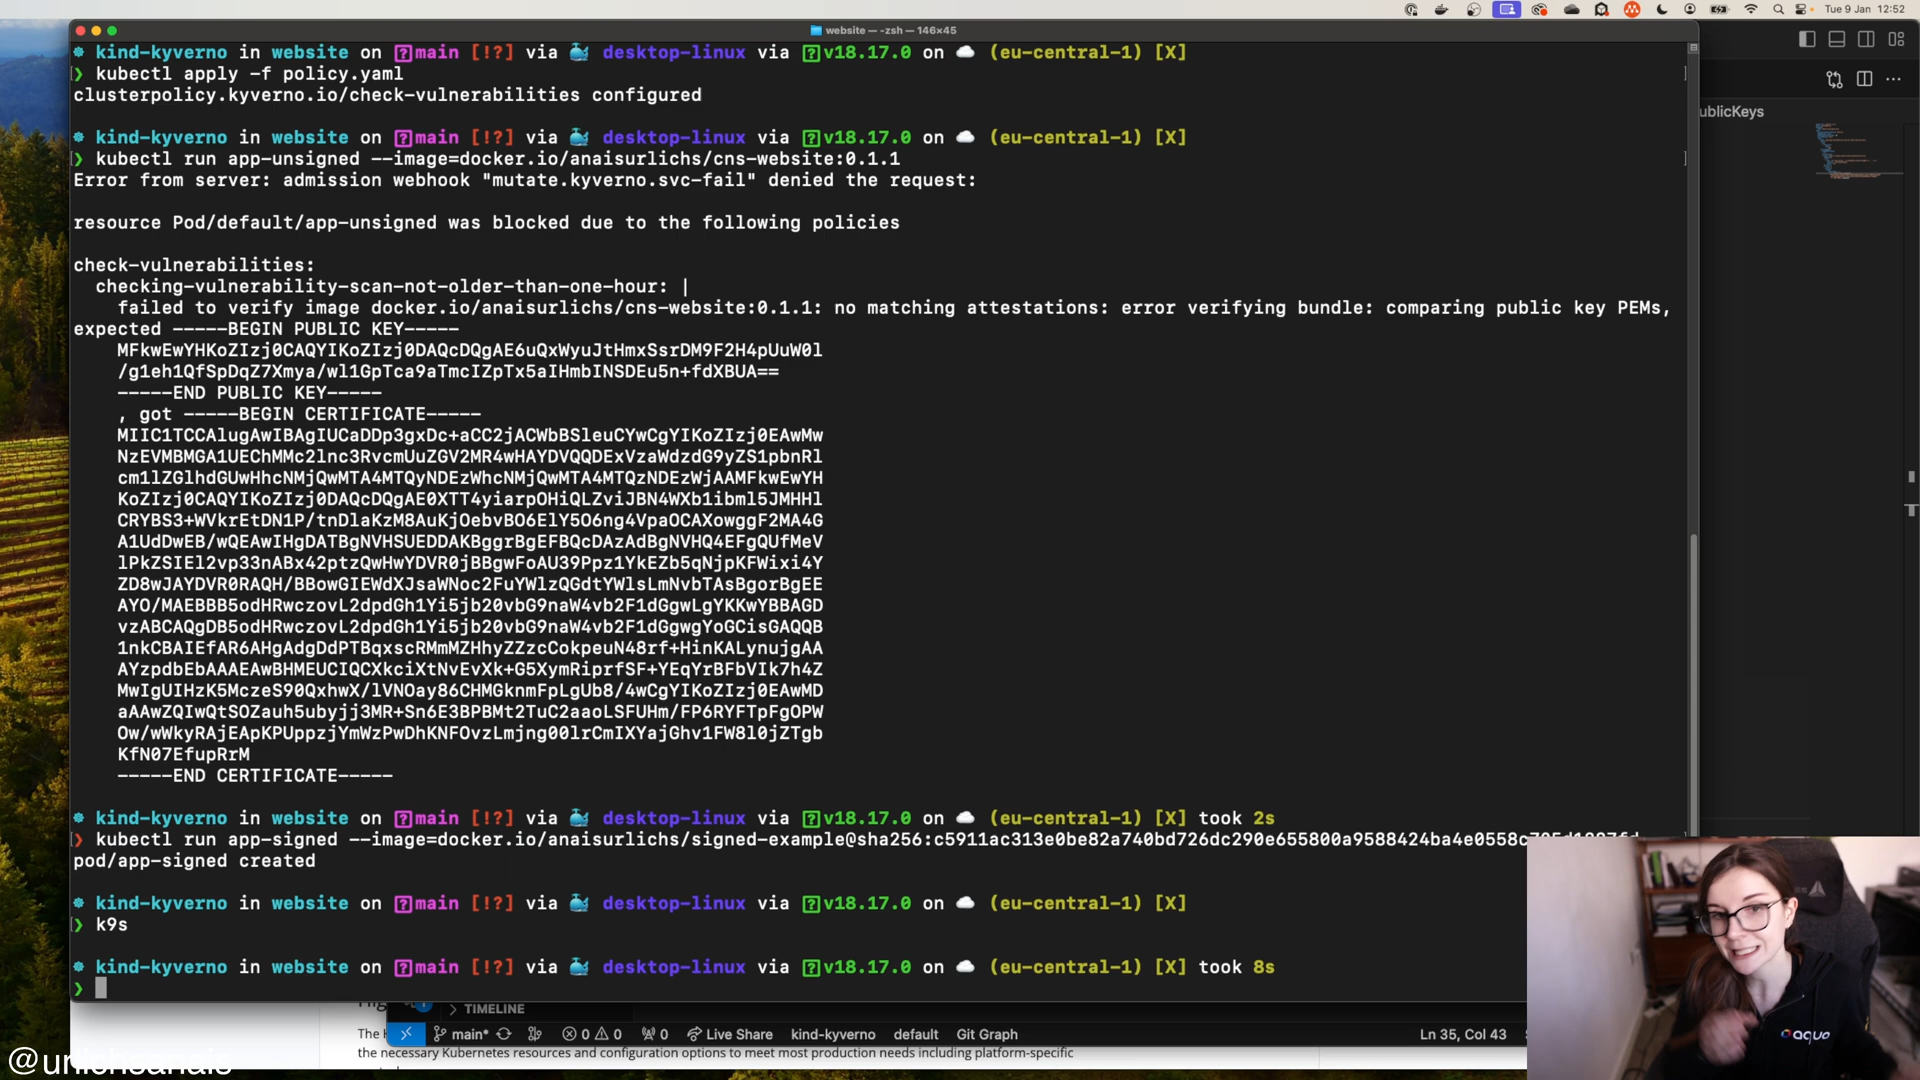 Tue 9 Jan 12:52
website — -zsh — 146×45
kind-kyverno in website on main [!?] via desktop-linux via v18.17.0 on (eu-central-1) [X]
❯ kubectl apply -f policy.yaml
clusterpolicy.kyverno.io/check-vulnerabilities configured
ublicKeys
kind-kyverno in website on main [!?] via desktop-linux via v18.17.0 on (eu-central-1) [X]
❯ kubectl run app-unsigned --image=docker.io/anaisurlichs/cns-website:0.1.1
Error from server: admission webhook "mutate.kyverno.svc-fail" denied the request:
resource Pod/default/app-unsigned was blocked due to the following policies
check-vulnerabilities:
checking-vulnerability-scan-not-older-than-one-hour: |
failed to verify image docker.io/anaisurlichs/cns-website:0.1.1: no matching attestations: error verifying bundle: comparing public key PEMs,
expected -----BEGIN PUBLIC KEY-----
MFkwEwYHKoZIzj0CAQYIKoZIzj0DAQcDQgAE6uQxWyuJtHmxSsrDM9F2H4pUuW0l
/g1eh1QfSpDqZ7Xmya/wl1GpTca9aTmcIZpTx5aIHmbINSDEu5n+fdXBUA==
-----END PUBLIC KEY-----
, got -----BEGIN CERTIFICATE-----
MIIC1TCCAlugAwIBAgIUCaDDp3gxDc+aCC2jACWbBSleuCYwCgYIKoZIzj0EAwMw
NzEVMBMGA1UEChMMc2lnc3RvcmUuZGV2MR4wHAYDVQQDExVzaWdzdG9yZS1pbnRl
cm1lZGlhdGUwHhcNMjQwMTA4MTQyNDEzWhcNMjQwMTA4MTQzNDEzWjAAMFkwEwYH
KoZIzj0CAQYIKoZIzj0DAQcDQgAE0XTT4yiarpOHiQLZviJBN4WXb1ibml5JMHHl
CRYBS3+WVkrEtDN1P/tnDlaKzM8AuKjOebvBO6ElY5O6ng4VpaOCAXowggF2MA4G
A1UdDwEB/wQEAwIHgDATBgNVHSUEDDAKBggrBgEFBQcDAzAdBgNVHQ4EFgQUfMeV
lPkZSIEl2vp33nABx42ptzQwHwYDVR0jBBgwFoAU39Ppz1YkEZb5qNjpKFWixi4Y
ZD8wJAYDVR0RAQH/BBowGIEWdXJsaWNoc2FuYWlzQGdtYWlsLmNvbTAsBgorBgEE
AYO/MAEBBB5odHRwczovL2dpdGh1Yi5jb20vbG9naW4vb2F1dGgwLgYKKwYBBAGD
vzABCAQgDB5odHRwczovL2dpdGh1Yi5jb20vbG9naW4vb2F1dGgwgYoGCisGAQQB
1nkCBAIEfAR6AHgAdgDdPTBqxscRMmMZHhyZZzcCokpeuN48rf+HinKALynujgAA
AYzpdbEbAAAEAwBHMEUCIQCXkciXtNvEvXk+G5XymRiprfSF+YEqYrBFbVIk7h4Z
MwIgUIHzK5MczeS90QxhwX/lVNOay86CHMGknmFpLgUb8/4wCgYIKoZIzj0EAwMD
aAAwZQIwQtSOZauh5ubyjj3MR+Sn6E3BPBMt2TuC2aaoLSFUHm/FP6RYFTpFgOPW
Ow/wWkyRAjEApKPUppzjYmWzPwDhKNFOvzLmjng00lrCmIXYajGhv1FW8l0jZTgb
KfN07EfupRrM
-----END CERTIFICATE-----
kind-kyverno in website on main [!?] via desktop-linux via v18.17.0 on (eu-central-1) [X] took 2s
❯ kubectl run app-signed --image=docker.io/anaisurlichs/signed-example@sha256:c5911ac313e0be82a740bd726dc290e655800a9588424ba4e0558c
pod/app-signed created
kind-kyverno in website on main [!?] via desktop-linux via v18.17.0 on (eu-central-1) [X]
❯ k9s
kind-kyverno in website on main [!?] via desktop-linux via v18.17.0 on (eu-central-1) [X] took 8s
❯
TIMELINE
main* 0 0 0 Live Share kind-kyverno default Git Graph Ln 35, Col 43
the necessary Kubernetes resources and configuration options to meet most production needs including platform-specific
@urlichsanais
aqua